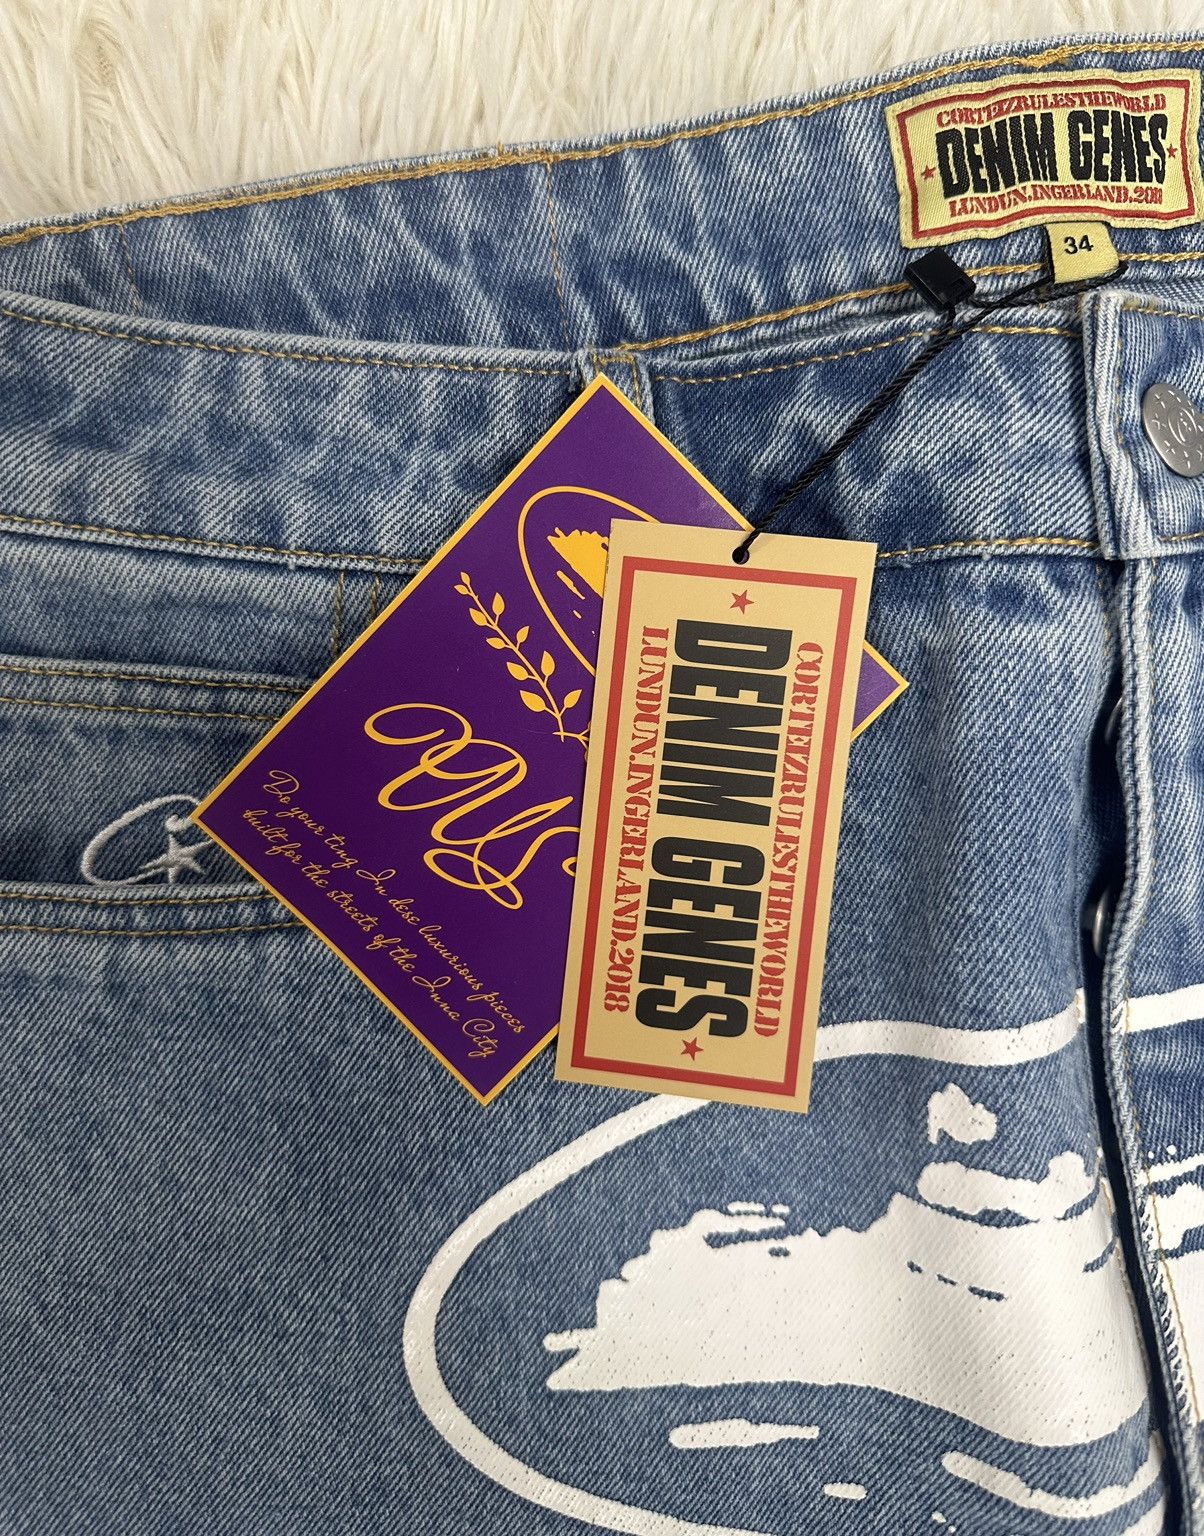 CORTEIZRULESTHEWORLD
DENIM GENES
LUNDUN.INGERLAND.2018
34
Do your ting In dese luxurious pieces
built for the streets of the Inna City
CORTEIZRULESTHEWORLD
DENIM GENES
LUNDUN.INGERLAND.2018